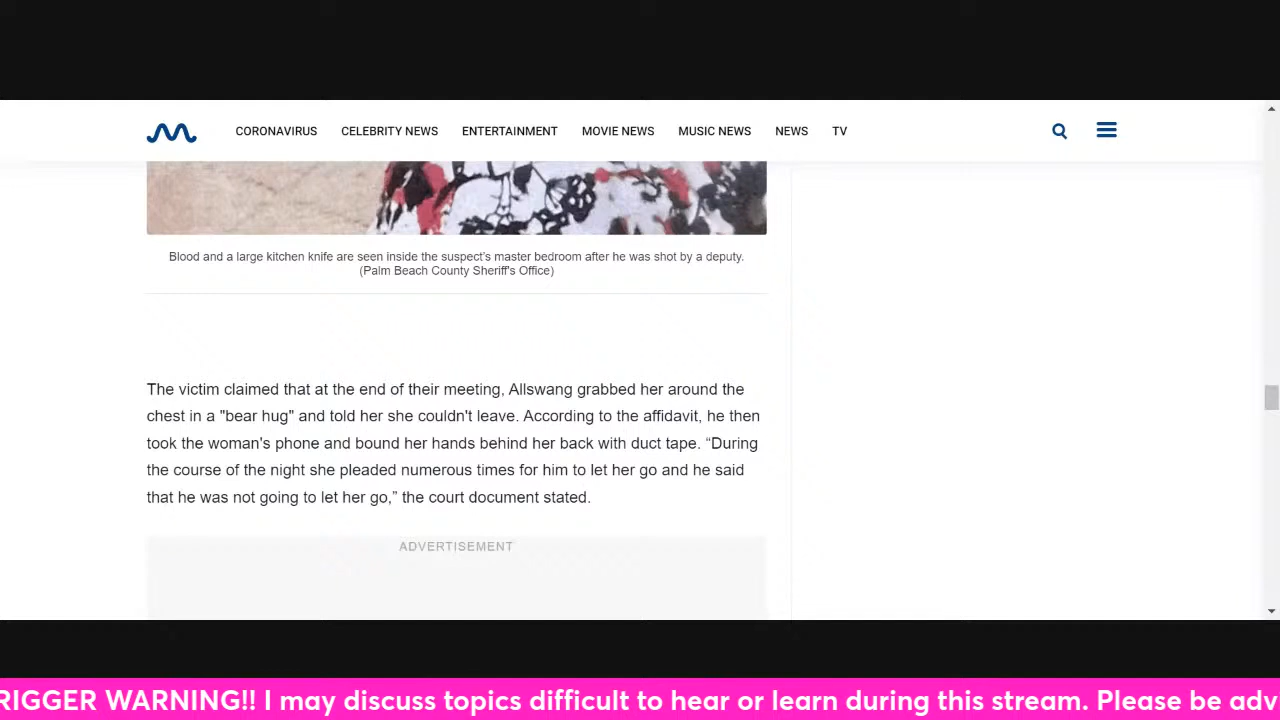 CORONAVIRUS CELEBRITY NEWS ENTERTAINMENT MOVIE NEWS MUSIC NEWS NEWS TV
Blood and a large kitchen knife are seen inside the suspect's master bedroom after he was shot by a deputy.
(Palm Beach County Sheriff's Office)
The victim claimed that at the end of their meeting, Allswang grabbed her around the
chest in a "bear hug" and told her she couldn't leave. According to the affidavit, he then
took the woman's phone and bound her hands behind her back with duct tape. “During
the course of the night she pleaded numerous times for him to let her go and he said
that he was not going to let her go,” the court document stated.
ADVERTISEMENT
RIGGER WARNING!! I may discuss topics difficult to hear or learn during this stream. Please be adv